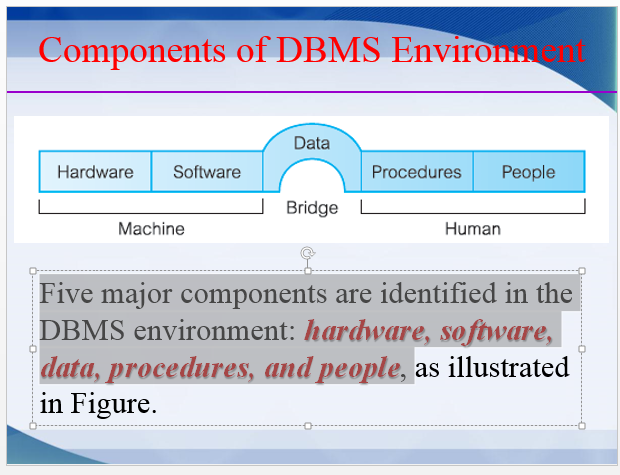 Components of DBMS Environment
Data
Hardware Software Procedures People
Bridge
Machine Human
Five major components are identified in the
DBMS environment: hardware, software,
data, procedures, and people, as illustrated
in Figure.